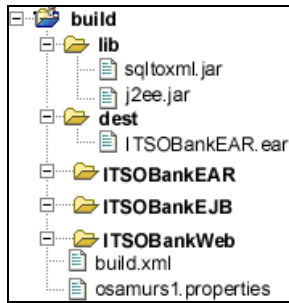 build
lib
sqltoxml.jar
j2ee.jar
dest
ITSOBankEAR.ear
ITSOBankEAR
ITSOBankEJB
ITSOBankWeb
build.xml
osamurs1.properties